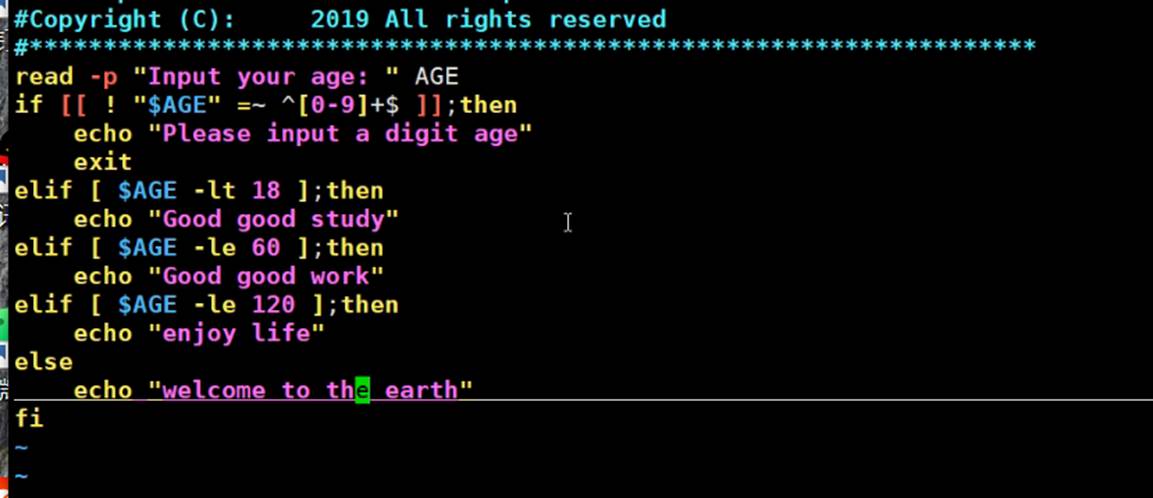 #Copyright (C):     2019 All rights reserved
#********************************************************************
read -p "Input your age: " AGE
if [[ ! "$AGE" =~ ^[0-9]+$ ]];then
    echo "Please input a digit age"
    exit
elif [ $AGE -lt 18 ];then
    echo "Good good study"
elif [ $AGE -le 60 ];then
    echo "Good good work"
elif [ $AGE -le 120 ];then
    echo "enjoy life"
else
    echo "welcome to the earth"
fi
~
~